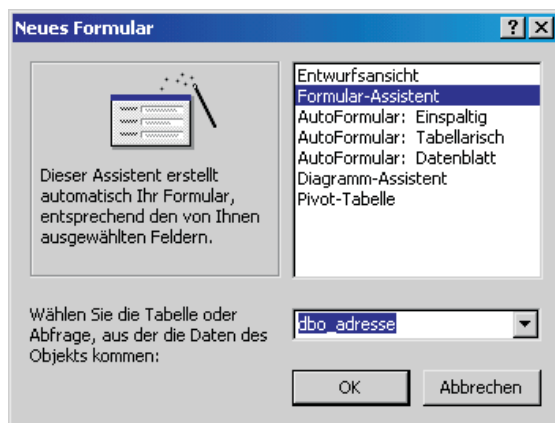 Neues Formular
Dieser Assistent erstellt
automatisch Ihr Formular,
entsprechend den von Ihnen
ausgewählten Feldern.
Entwurfsansicht
Formular-Assistent
AutoFormular: Einspaltig
AutoFormular: Tabellarisch
AutoFormular: Datenblatt
Diagramm-Assistent
Pivot-Tabelle
Wählen Sie die Tabelle oder
Abfrage, aus der die Daten des
Objekts kommen:
dbo_adresse
OK
Abbrechen